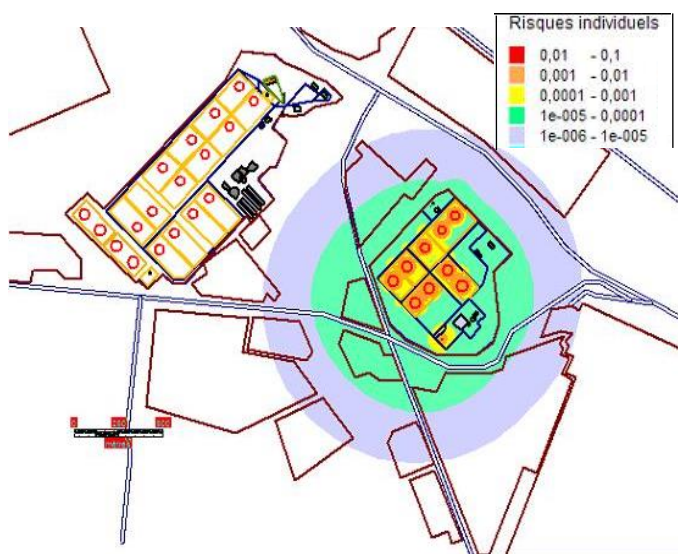 Risques individuels
0,01 - 0,1
0,001 - 0,01
0,0001 - 0,001
1e-005 - 0,0001
1e-006 - 1e-005
0